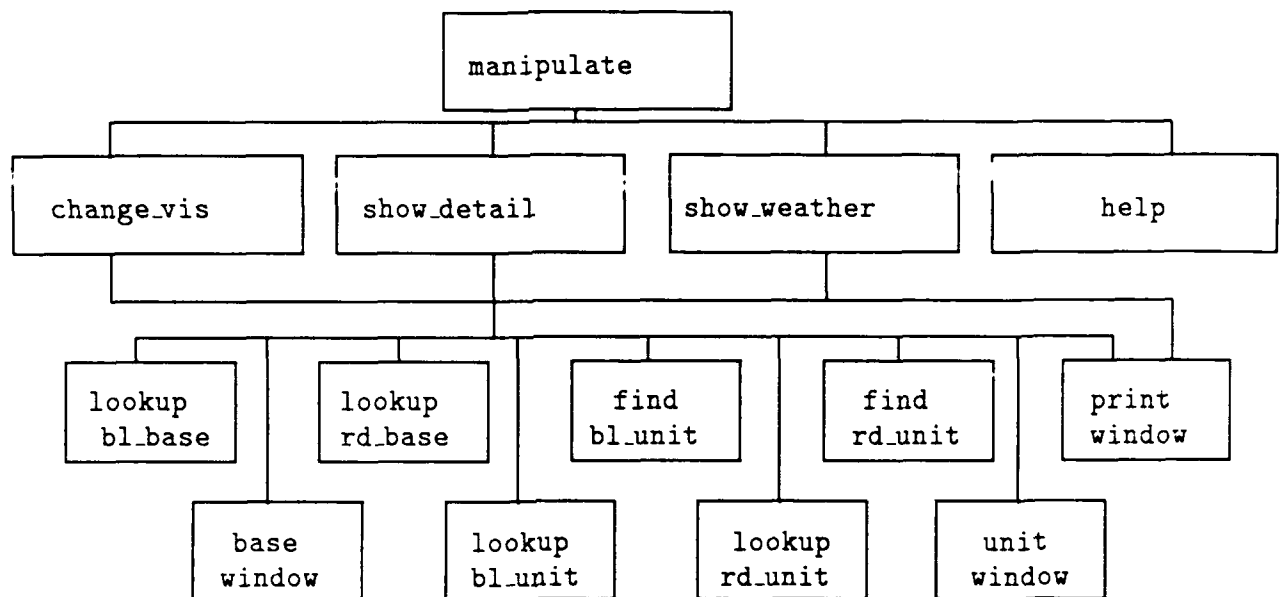 manipulate
change_vis
show_detail
show_weather
help
lookup
bl_base
lookup
rd_base
find
bl_unit
find
rd_unit
print
window
base
window
lookup
bl_unit
lookup
rd_unit
unit
window